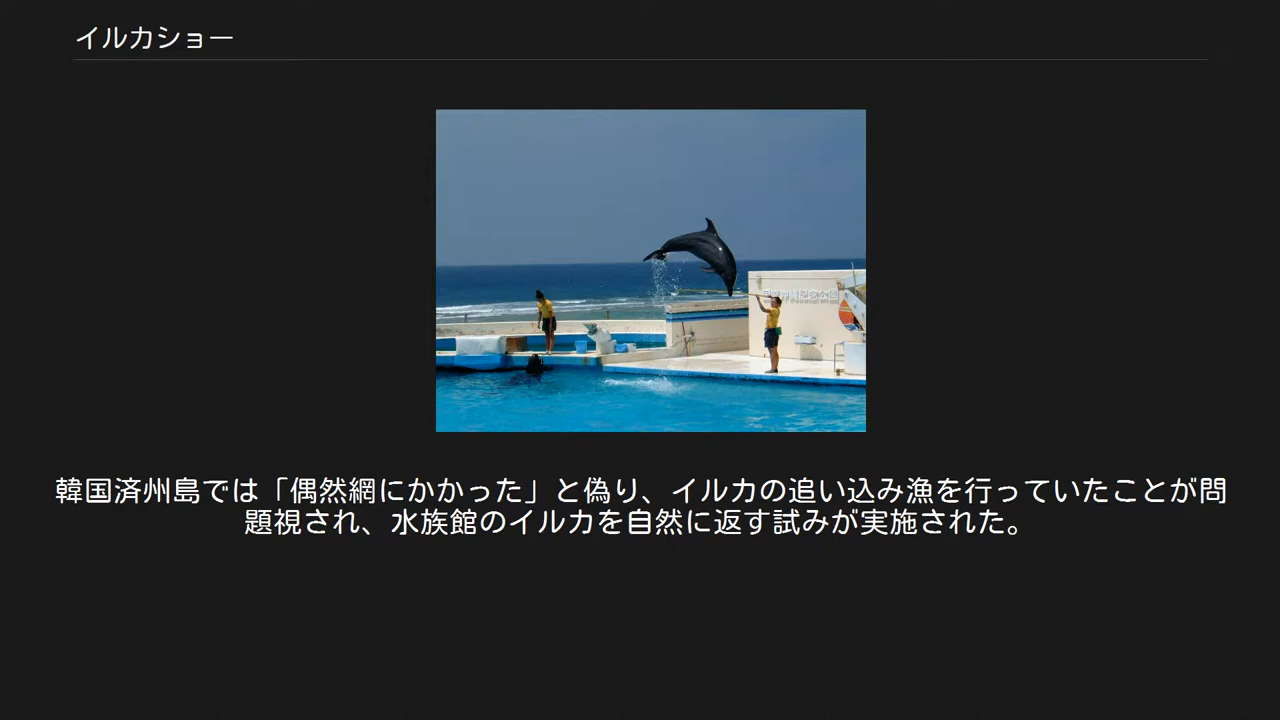 イルカショー
韓国済州島では「偶然網にかかった」と偽り、イルカの追い込み漁を行っていたことが問
題視され、水族館のイルカを自然に返す試みが実施された。